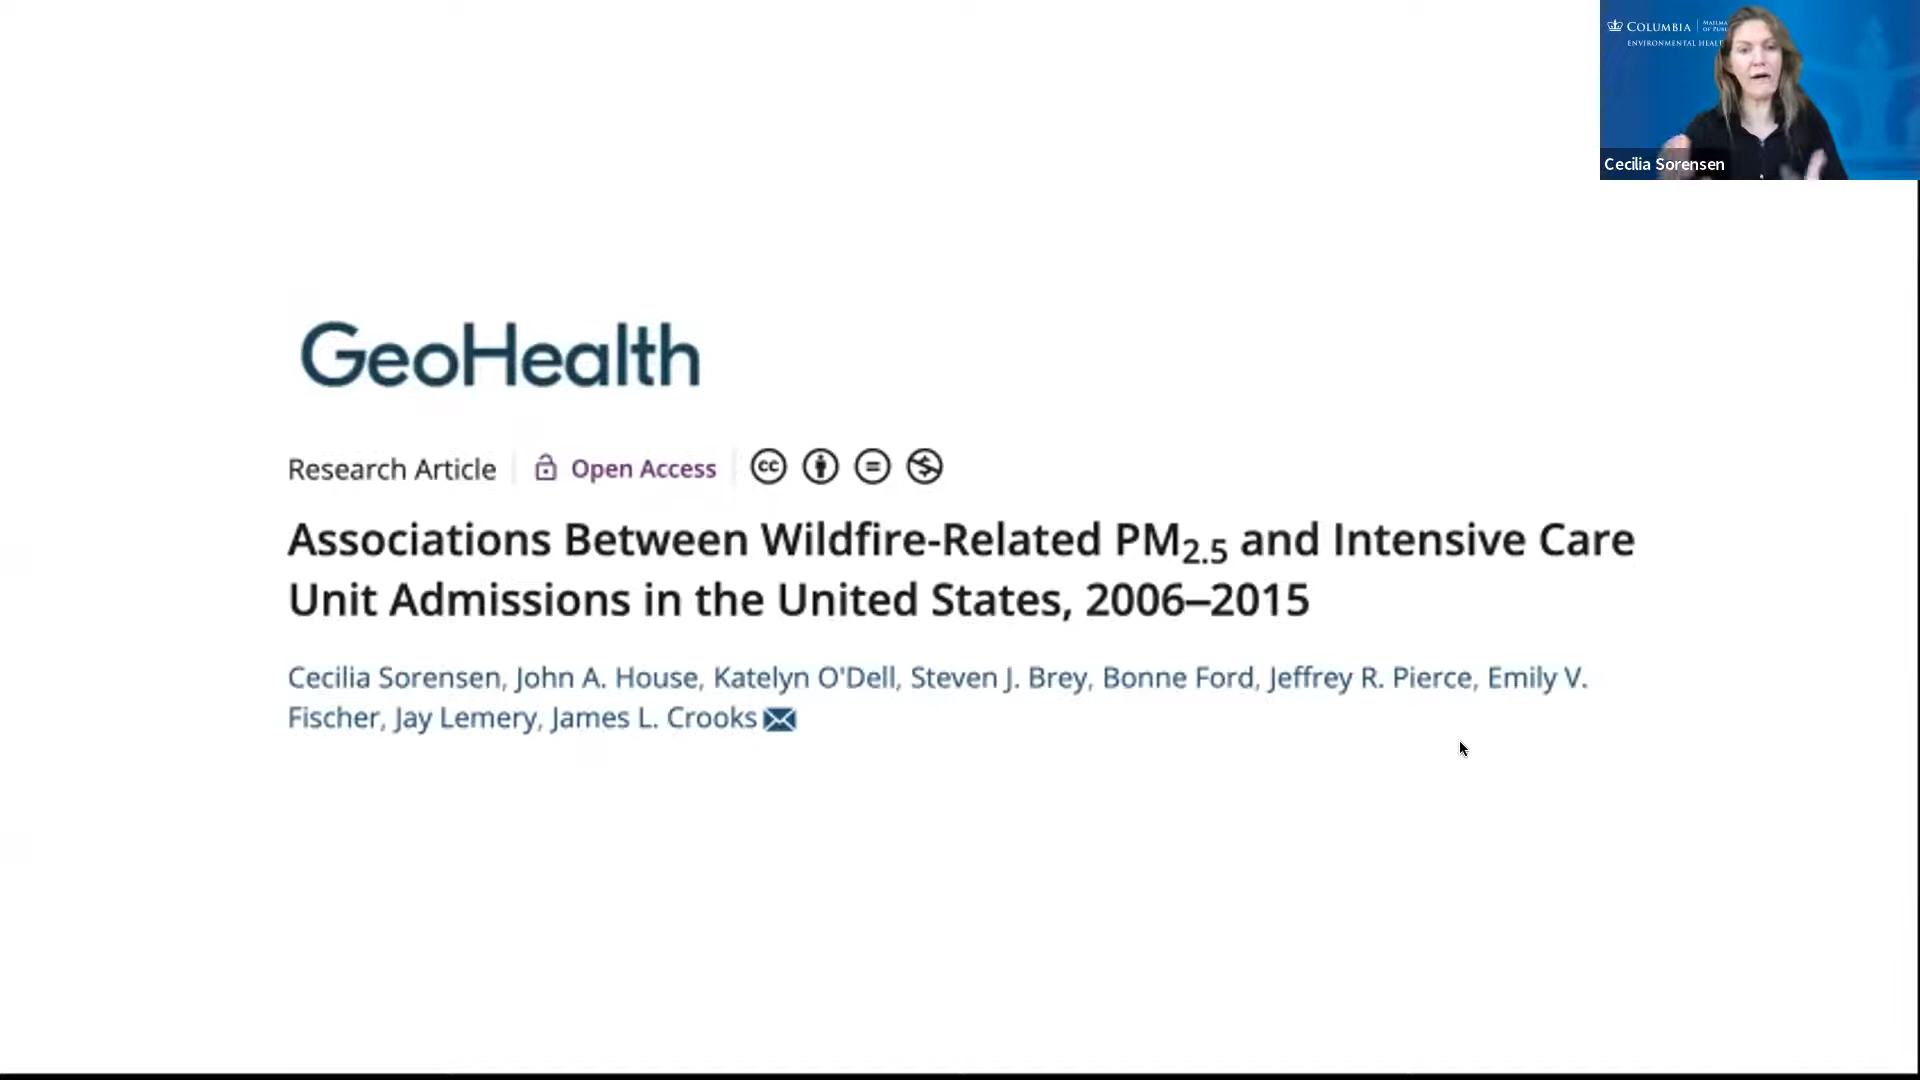 COLUMBIA
ENVIRONMENTAL
Cecilia Sorensen
GeoHealth
Research Article Open Access
Associations Between Wildfire-Related PM2.5 and Intensive Care
Unit Admissions in the United States, 2006–2015
Cecilia Sorensen, John A. House, Katelyn O'Dell, Steven J. Brey, Bonne Ford, Jeffrey R. Pierce, Emily V.
Fischer, Jay Lemery, James L. Crooks